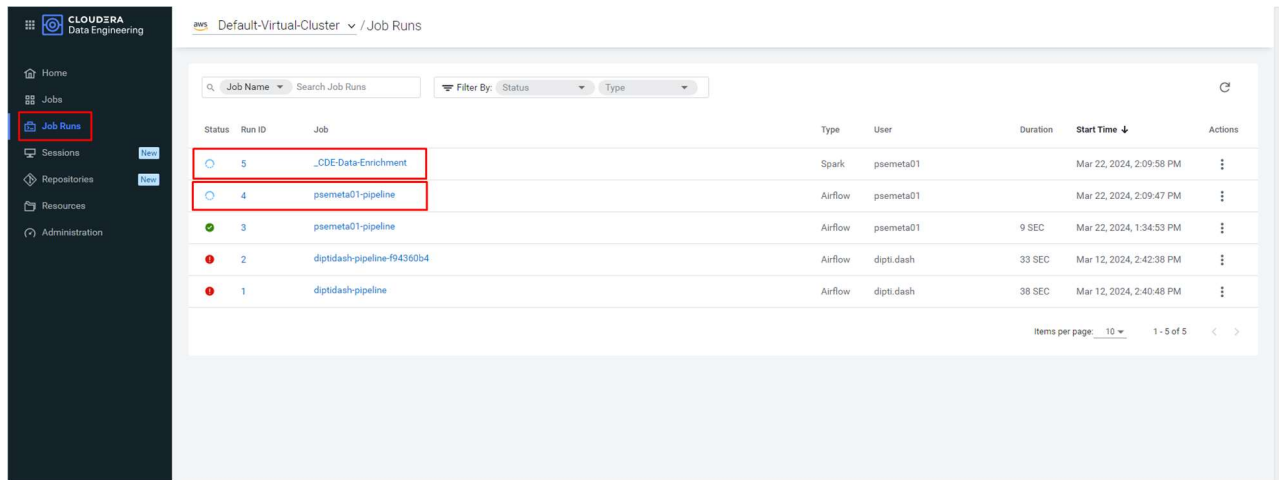 CLOUDERA
Data Engineering
Home
Jobs
Job Runs
Sessions New
Repositories New
Resources
Administration
aws Default-Virtual-Cluster / Job Runs
Job Name Search Job Runs Filter By: Status Type
Status Run ID Job Type User Duration Start Time Actions
5 _CDE-Data-Enrichment Spark psemeta01 Mar 22, 2024, 2:09:58 PM
4 psemeta01-pipeline Airflow psemeta01 Mar 22, 2024, 2:09:47 PM
3 psemeta01-pipeline Airflow psemeta01 9 SEC Mar 22, 2024, 1:34:53 PM
2 diptidash-pipeline-f94360b4 Airflow dipti.dash 33 SEC Mar 12, 2024, 2:42:38 PM
1 diptidash-pipeline Airflow dipti.dash 38 SEC Mar 12, 2024, 2:40:48 PM
Items per page: 10 1 - 5 of 5